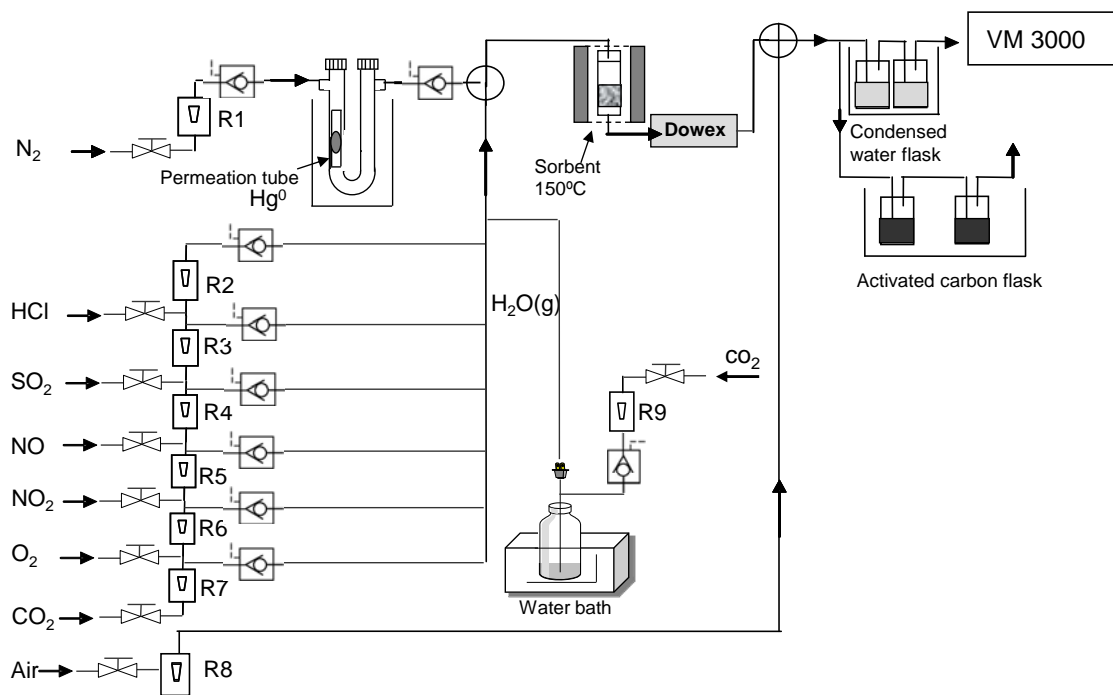 VM 3000
R1
N₂
Permeation tube
Hg⁰
Sorbent
150ºC
Dowex
Condensed
water flask
Activated carbon flask
R2
HCl
H₂O(g)
R3
SO₂
R4
NO
R5
NO₂
R6
O₂
R7
CO₂
co₂
R9
Water bath
Air
R8